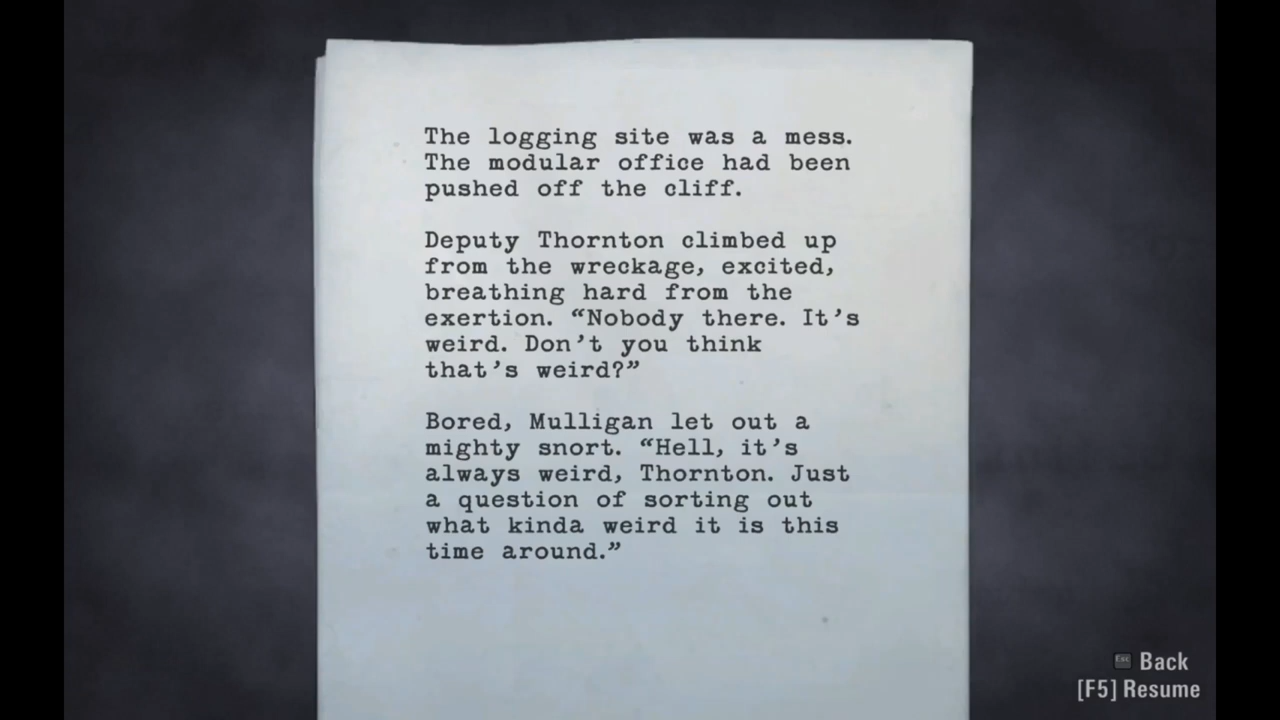 The logging site was a mess.
The modular office had been
pushed off the cliff.
Deputy Thornton climbed up
from the wreckage, excited,
breathing hard from the
exertion. “Nobody there. It’s
weird. Don’t you think
that’s weird?”
Bored, Mulligan let out a
mighty snort. “Hell, it’s
always weird, Thornton. Just
a question of sorting out
what kinda weird it is this
time around.”
Esc Back
[F5] Resume